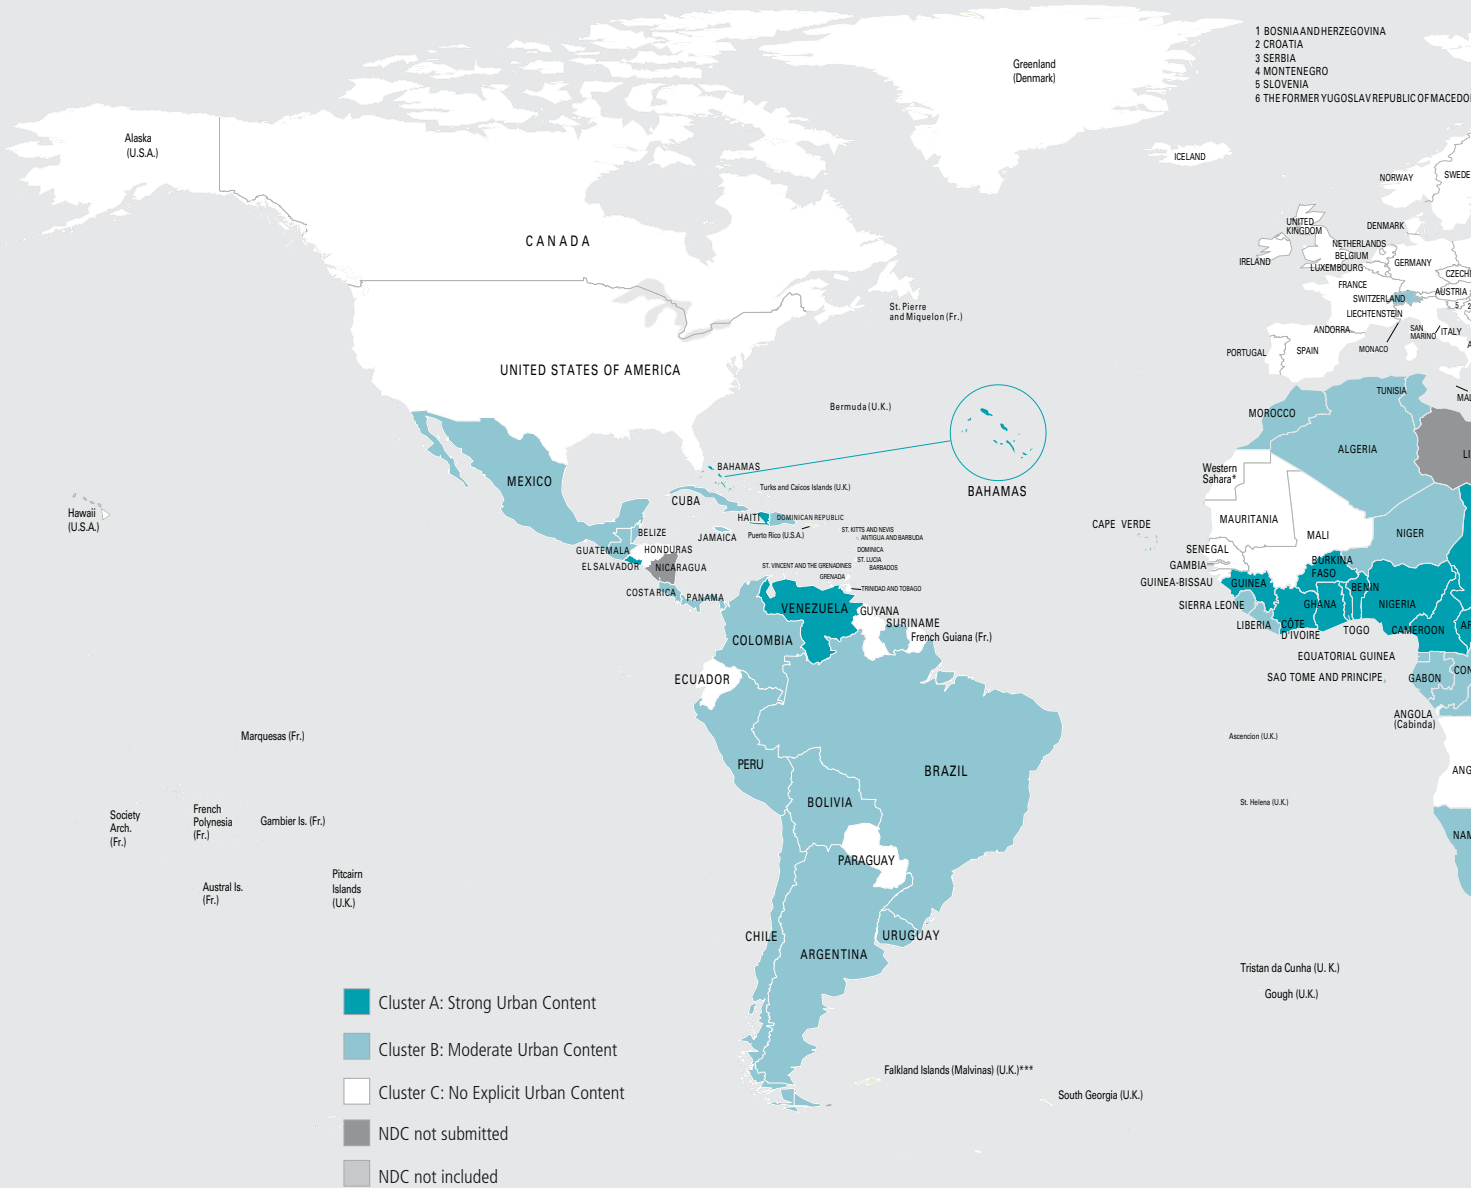 1 BOSNIA AND HERZEGOVINA
2 CROATIA
3 SERBIA
4 MONTENEGRO
5 SLOVENIA
6 THE FORMER YUGOSLAV REPUBLIC OF MACEDO
Greenland
(Denmark)
Alaska
(U.S.A.)
ICELAND
NORWAY
SWEDE
CANADA
UNITED
KINGDOM
DENMARK
NETHERLANDS
BELGIUM
IRELAND
LUXEMBOURG
GERMANY
CZECH
FRANCE
AUSTRIA
SWITZERLAND
5
2
St. Pierre
and Miquelon (Fr.)
LIECHTENSTEIN
ANDORRA
SAN
MARINO
ITALY
MONACO
PORTUGAL
SPAIN
A
UNITED STATES OF AMERICA
TUNISIA
MAL
Bermuda (U.K.)
MOROCCO
ALGERIA
LI
BAHAMAS
Western
Sahara*
MEXICO
Turks and Caicos Islands (U.K.)
BAHAMAS
CUBA
Hawaii
(U.S.A.)
HAITI
DOMINICAN REPUBLIC
Puerto Rico (U.S.A.)
ST. KITTS AND NEVIS
ANTIGUA AND BARBUDA
CAPE VERDE
MAURITANIA
MALI
NIGER
BELIZE
JAMAICA
GUATEMALA
HONDURAS
DOMINICA
ST. LUCIA
BARBADOS
SENEGAL
GAMBIA
GUINEA-BISSAU
BURKINA
FASO
EL SALVADOR
NICARAGUA
ST. VINCENT AND THE GRENADINES
GRENADA
TRINIDAD AND TOBAGO
GUINEA
BENIN
COSTA RICA
PANAMA
VENEZUELA
GUYANA
SURINAME
French Guiana (Fr.)
SIERRA LEONE
GHANA
NIGERIA
LIBERIA
CÔTE
D'IVOIRE
TOGO
CAMEROON
AF
COLOMBIA
EQUATORIAL GUINEA
ECUADOR
SAO TOME AND PRINCIPE
GABON
CON
ANGOLA
(Cabinda)
Marquesas (Fr.)
Ascencion (U.K.)
PERU
BRAZIL
ANG
BOLIVIA
St. Helena (U.K.)
Society
Arch.
(Fr.)
French
Polynesia
(Fr.)
Gambier Is. (Fr.)
NAM
PARAGUAY
Austral Is.
(Fr.)
Pitcairn
Islands
(U.K.)
CHILE
URUGUAY
ARGENTINA
Tristan da Cunha (U. K.)
Gough (U.K.)
Cluster A: Strong Urban Content
Cluster B: Moderate Urban Content
Cluster C: No Explicit Urban Content
NDC not submitted
NDC not included
Falkland Islands (Malvinas) (U.K.)***
South Georgia (U.K.)